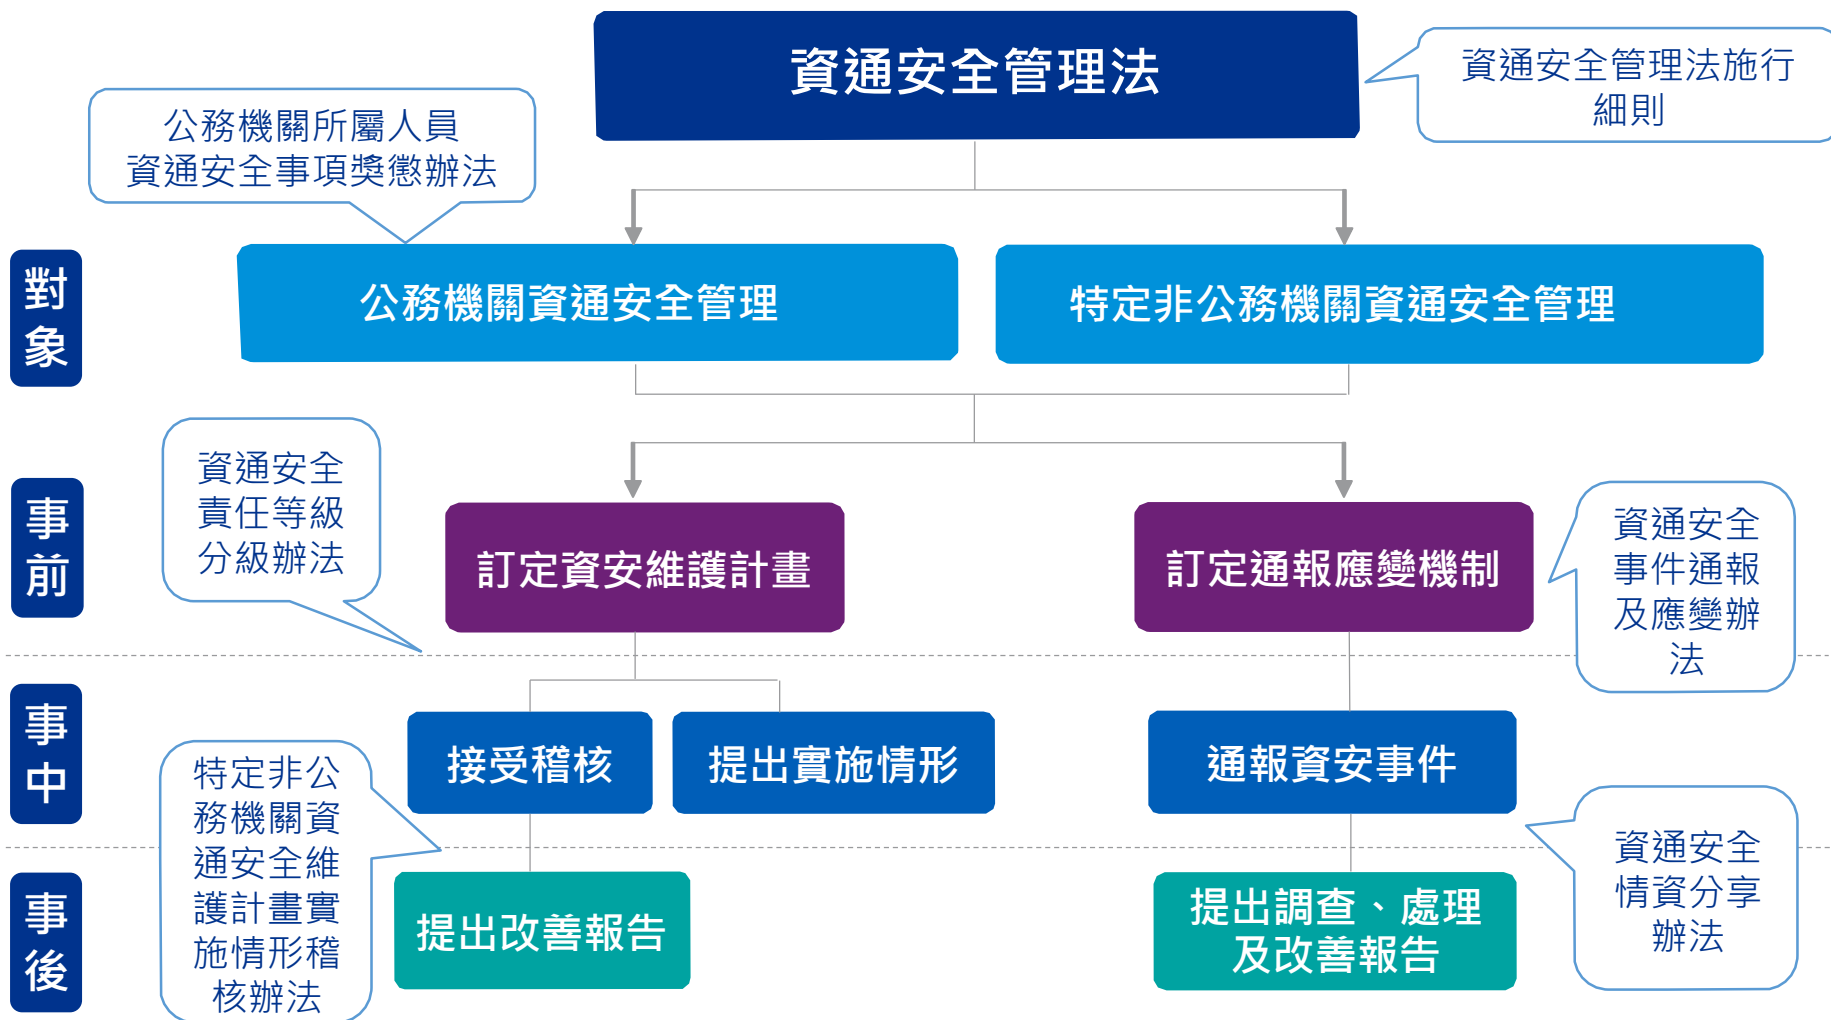 資通安全管理法
資通安全管理法施行
細則
公務機關所屬人員
資通安全事項獎懲辦法
對
象
公務機關資通安全管理
特定非公務機關資通安全管理
事
前
資通安全
責任等級
分級辦法
訂定資安維護計畫
訂定通報應變機制
資通安全
事件通報
及應變辦
法
事
中
接受稽核
提出實施情形
通報資安事件
特定非公
務機關資
通安全維
護計畫實
施情形稽
核辦法
資通安全
情資分享
辦法
事
後
提出改善報告
提出調查、處理
及改善報告